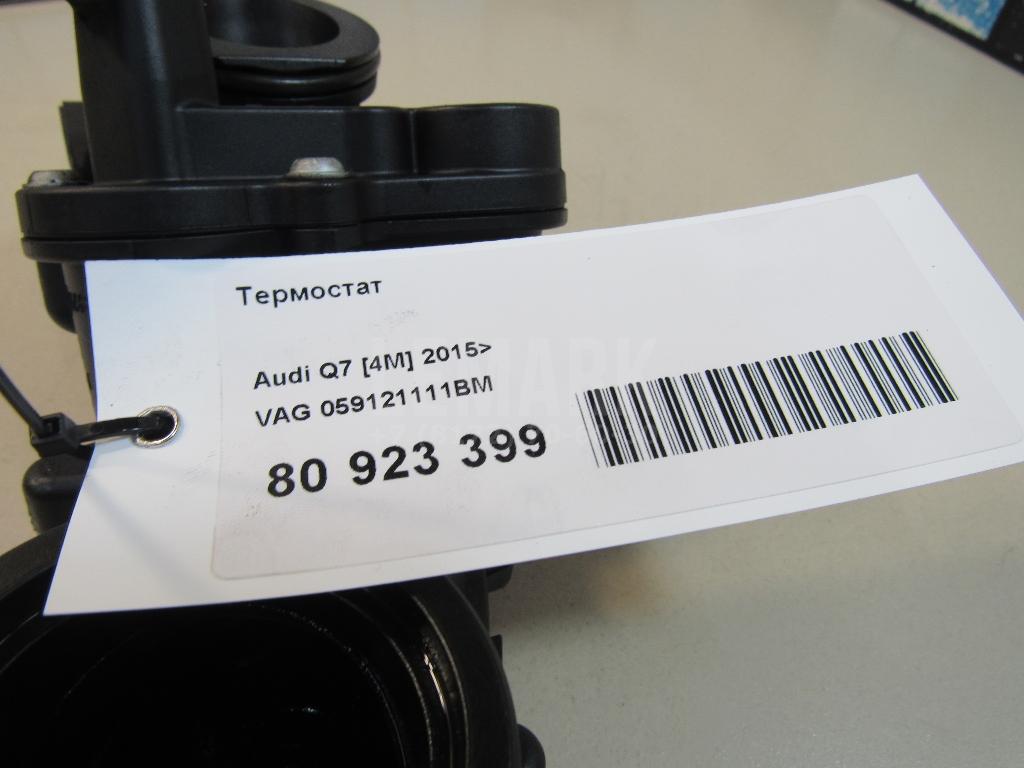 Термостат
Audi Q7 [4M] 2015>
VAG 059121111BM
80 923 399